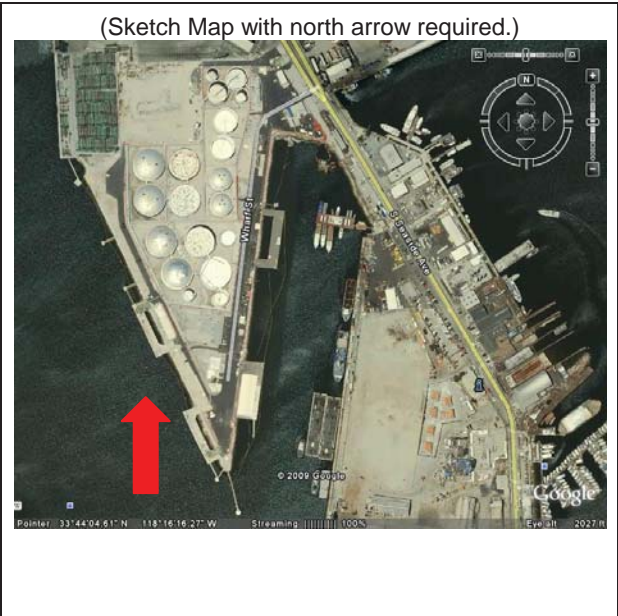 (Sketch Map with north arrow required.)
N
Wharf St
S Seaside Ave
© 2009 Google
Google
Pointer 33°44'04.61" N 118°16'16.27" W Streaming ||||||||| 100% Eye alt 2027 ft